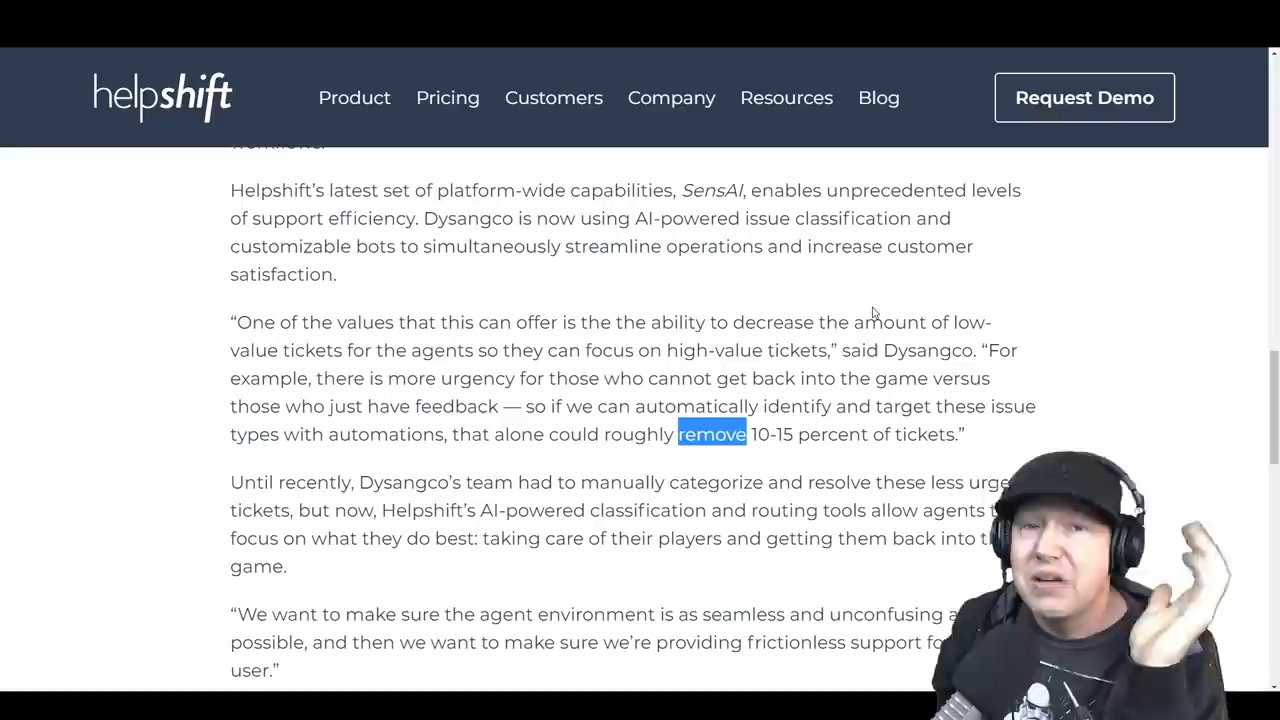 helpshift
Product
Pricing
Customers
Company
Resources
Blog
Request Demo
workflows.
Helpshift’s latest set of platform-wide capabilities, SensAI, enables unprecedented levels
of support efficiency. Dysangco is now using AI-powered issue classification and
customizable bots to simultaneously streamline operations and increase customer
satisfaction.
“One of the values that this can offer is the the ability to decrease the amount of low-
value tickets for the agents so they can focus on high-value tickets,” said Dysangco. “For
example, there is more urgency for those who cannot get back into the game versus
those who just have feedback — so if we can automatically identify and target these issue
types with automations, that alone could roughly remove 10-15 percent of tickets.”
Until recently, Dysangco’s team had to manually categorize and resolve these less
tickets, but now, Helpshift’s AI-powered classification and routing tools allow agents
focus on what they do best: taking care of their players and getting them back into
game.
“We want to make sure the agent environment is as seamless and unconfusing
possible, and then we want to make sure we’re providing frictionless support
user.”